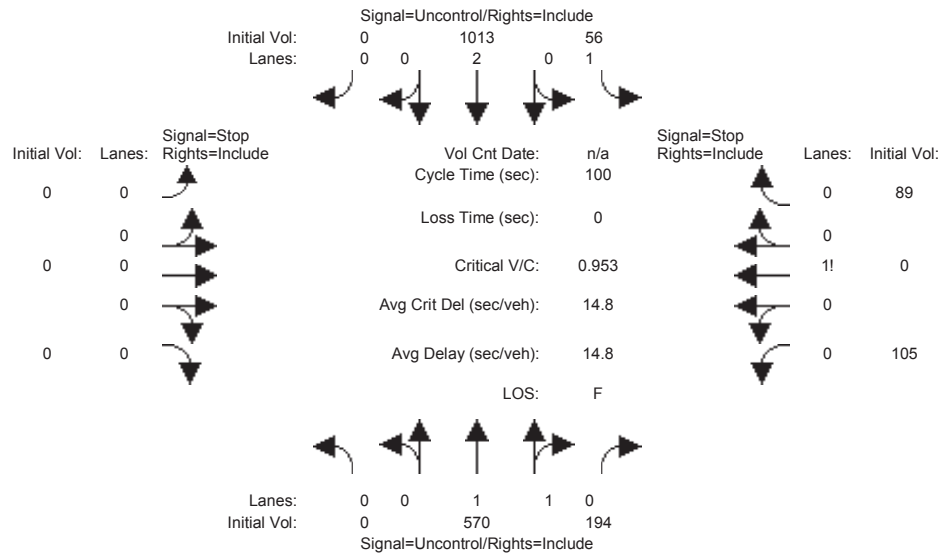 Signal=Uncontrol/Rights=Include
Initial Vol: 0 1013 56
Lanes: 0 0 2 0 1
Signal=Stop Signal=Stop
Initial Vol: Lanes: Rights=Include Vol Cnt Date: n/a Rights=Include Lanes: Initial Vol:
Cycle Time (sec): 100
0 0 0 89
Loss Time (sec): 0
0 0
0 0 Critical V/C: 0.953 1! 0
0 Avg Crit Del (sec/veh): 14.8 0
0 0 Avg Delay (sec/veh): 14.8 0 105
LOS: F
Lanes: 0 0 1 1 0
Initial Vol: 0 570 194
Signal=Uncontrol/Rights=Include